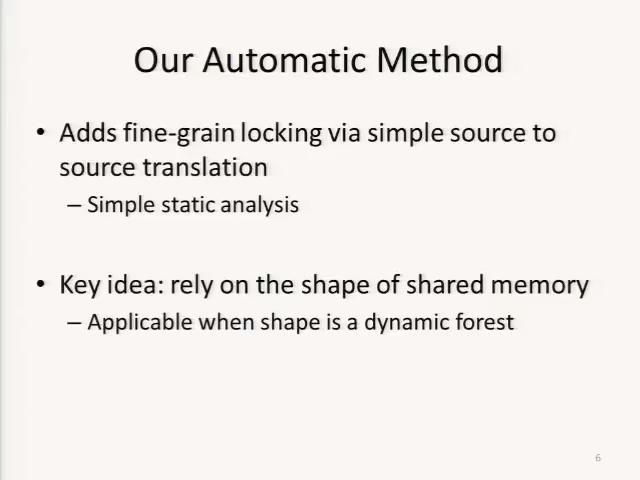 Our Automatic Method
• Adds fine-grain locking via simple source to
source translation
– Simple static analysis
• Key idea: rely on the shape of shared memory
– Applicable when shape is a dynamic forest
6